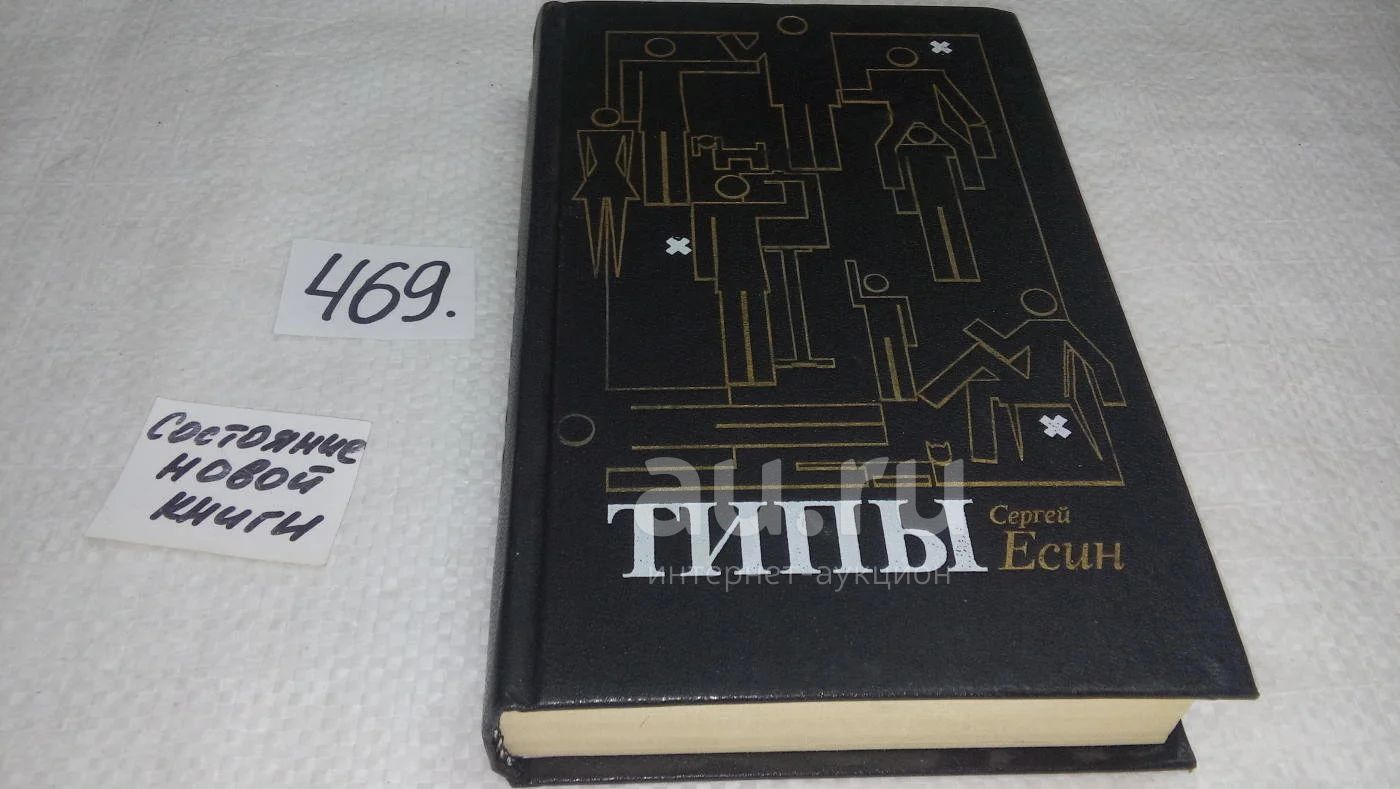 469.
Состояние
новой
книги
au.ru
ТИПЫ
Сергей
Есин
интернет-аукцион